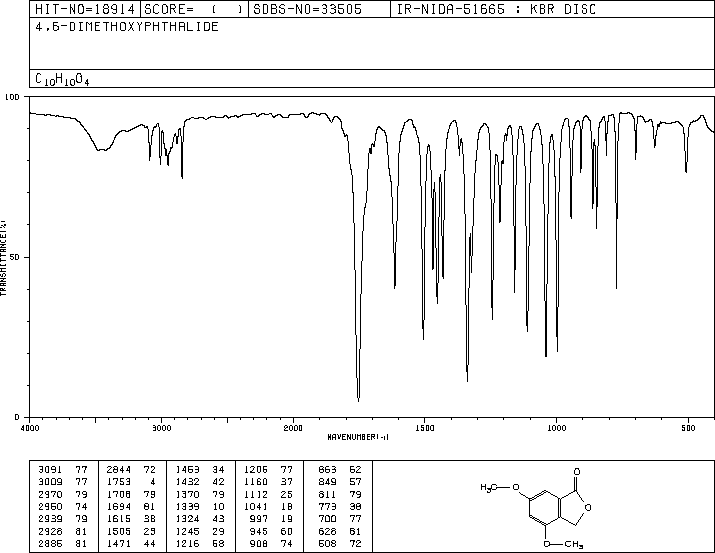 HIT-NO=18914 SCORE= ( ) SDBS-NO=33505 IR-NIDA-51665 : KBR DISC
4,6-DIMETHOXYPHTHALIDE
C10H10O4
100
50
0
TRANSMITTANCE(%)
4000 3000 2000 1500 1000 500
WAVENUMBER(-1)
3091 77 2844 72 1453 34 1206 77 863 62
3009 77 1753 4 1432 42 1160 37 849 57
2970 79 1708 79 1370 79 1112 25 811 79
2950 74 1694 81 1339 10 1041 18 773 38
2939 79 1615 38 1324 43 997 19 700 77
2928 81 1505 23 1245 29 945 60 628 81
2885 81 1471 44 1216 58 908 74 508 72
O
H3C O
O
O CH3